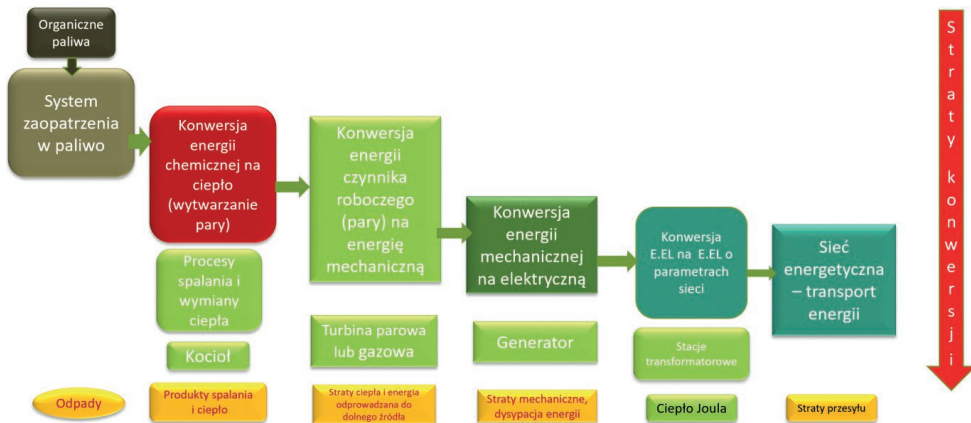 Organiczne
paliwa
System
zaopatrzenia
w paliwo
Konwersja
energii
chemicznej na
ciepło
(wytwarzanie
pary)
Procesy
spalania i
wymiany
ciepła
Kocioł
Konwersja
energii
czynnika
roboczego
(pary) na
energię
mechaniczną
Turbina parowa
lub gazowa
Konwersja
energii
mechanicznej
na elektryczną
Generator
Konwersja
E.EL na E.EL o
parametrach
sieci
Stacje
transformatorowe
Sieć
energetyczna
– transport
energii
Odpady
Produkty spalania
i ciepło
Straty ciepła i energia
odprowadzana do
dolnego źródła
Straty mechaniczne,
dysypacja energii
Ciepło Joula
Straty przesyłu
Straty konwersji